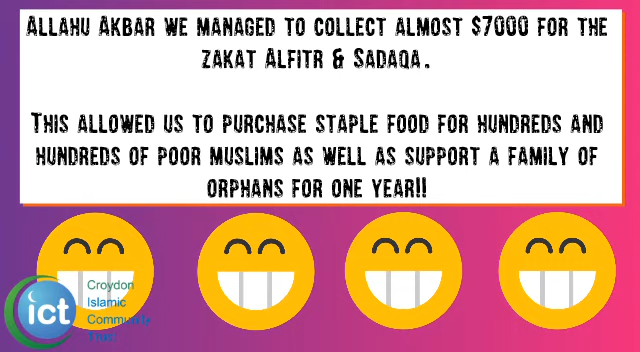 Allahu Akbar we managed to collect almost $7000 for the
zakat Alfitr & Sadaqa.
This allowed us to purchase staple food for hundreds and
hundreds of poor muslims as well as support a family of
orphans for one year!!
ict
Croydon
Islamic
Community
Trust